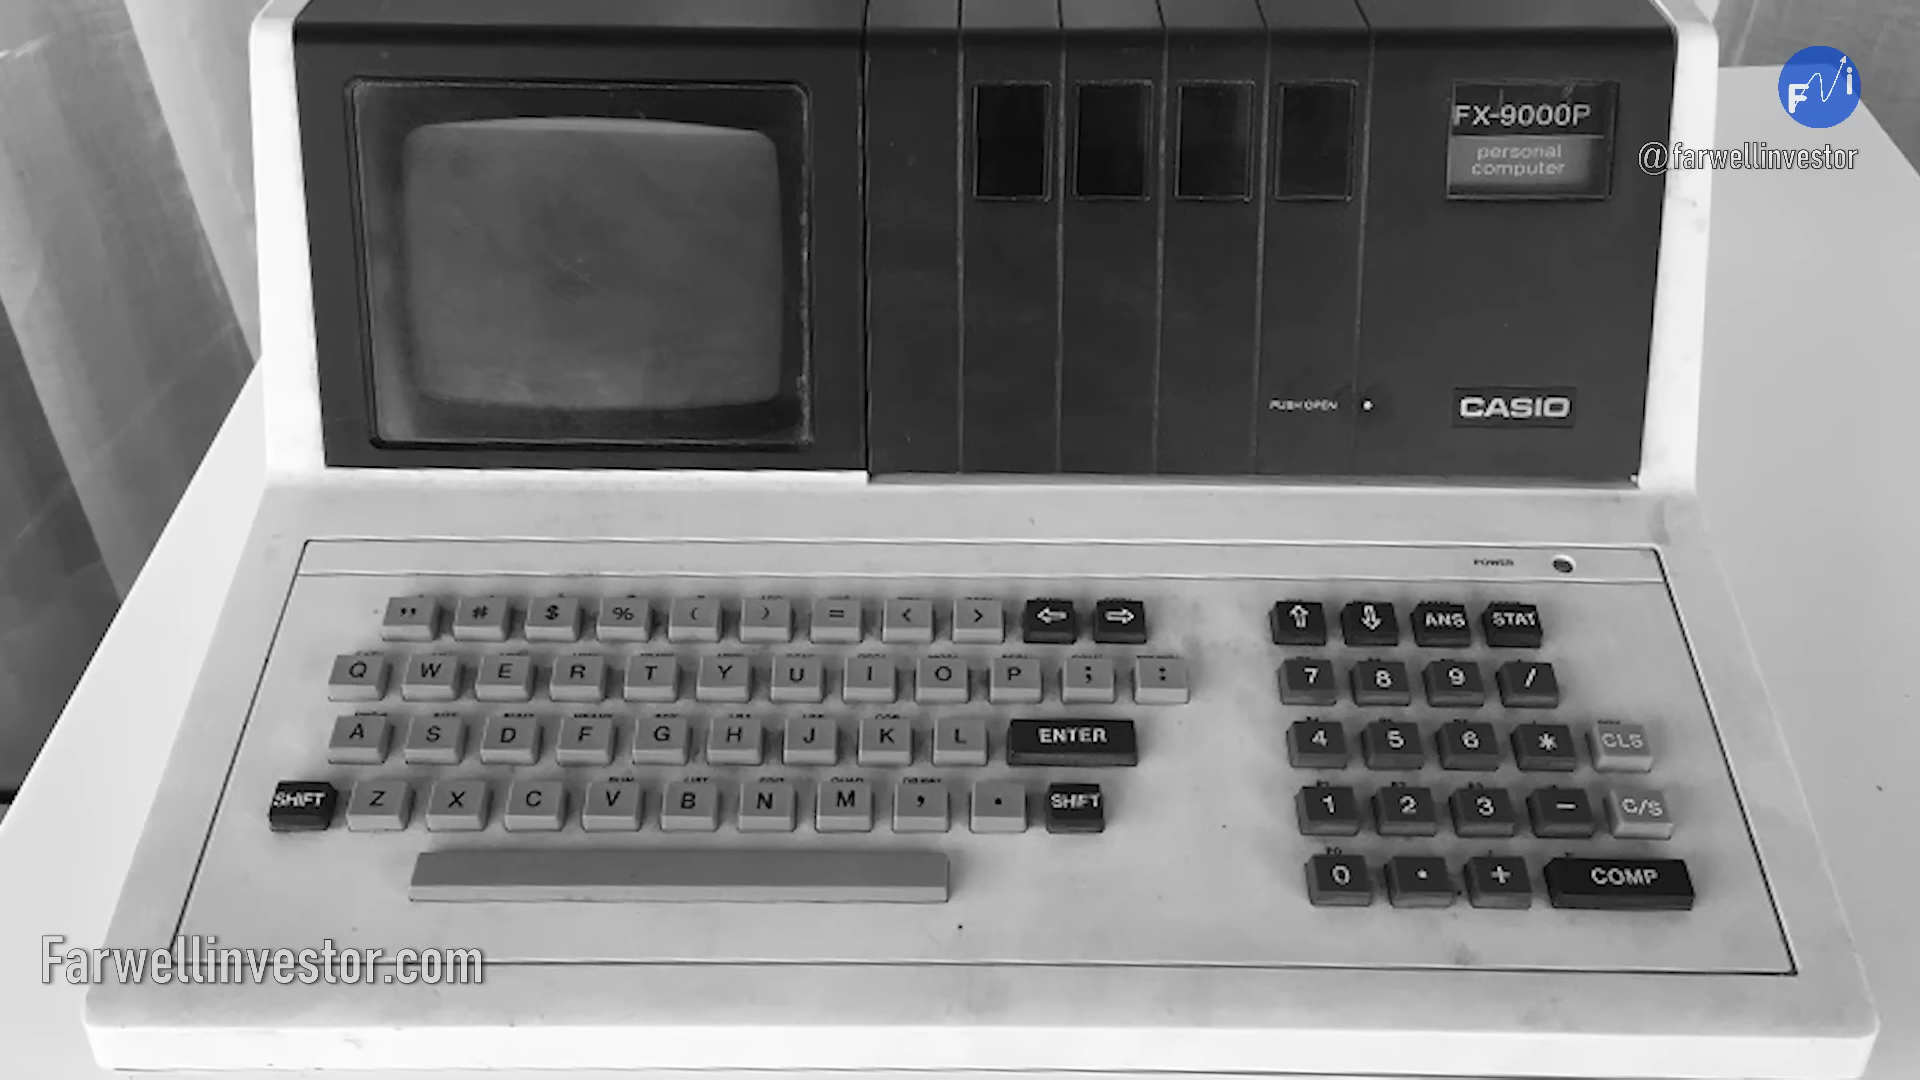 FX-9000P
personal
computer
@farwellinvestor
F i
PUSH OPEN
CASIO
POWER
" # $ % ( ) = < > ⇦ ⇨ ⇧ ⇩ ANS STAT
Q W E R T Y U I O P ; : 7 8 9 /
A S D F G H J K L ENTER 4 5 6 * CLS
SHIFT Z X C V B N M , . SHIFT 1 2 3 - C/S
0 . + COMP
Farwellinvestor.com